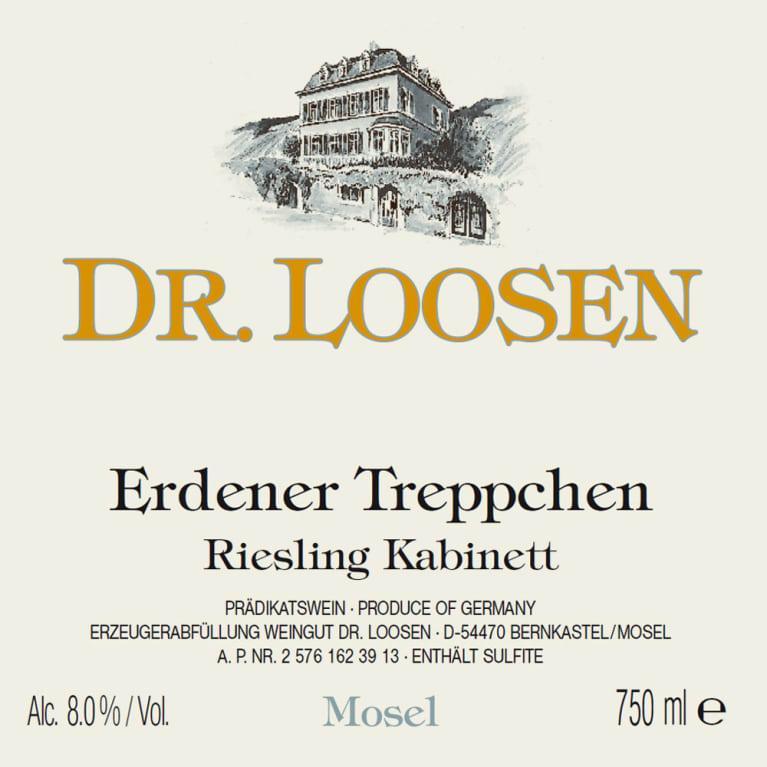 DR. LOOSEN
Erdener Treppchen
Riesling Kabinett
PRÄDIKATSWEIN · PRODUCE OF GERMANY
ERZEUGERABFÜLLUNG WEINGUT DR. LOOSEN · D-54470 BERNKASTEL/MOSEL
A. P. NR. 2 576 162 39 13 · ENTHÄLT SULFITE
Alc. 8.0 % / Vol. Mosel 750 ml ℮